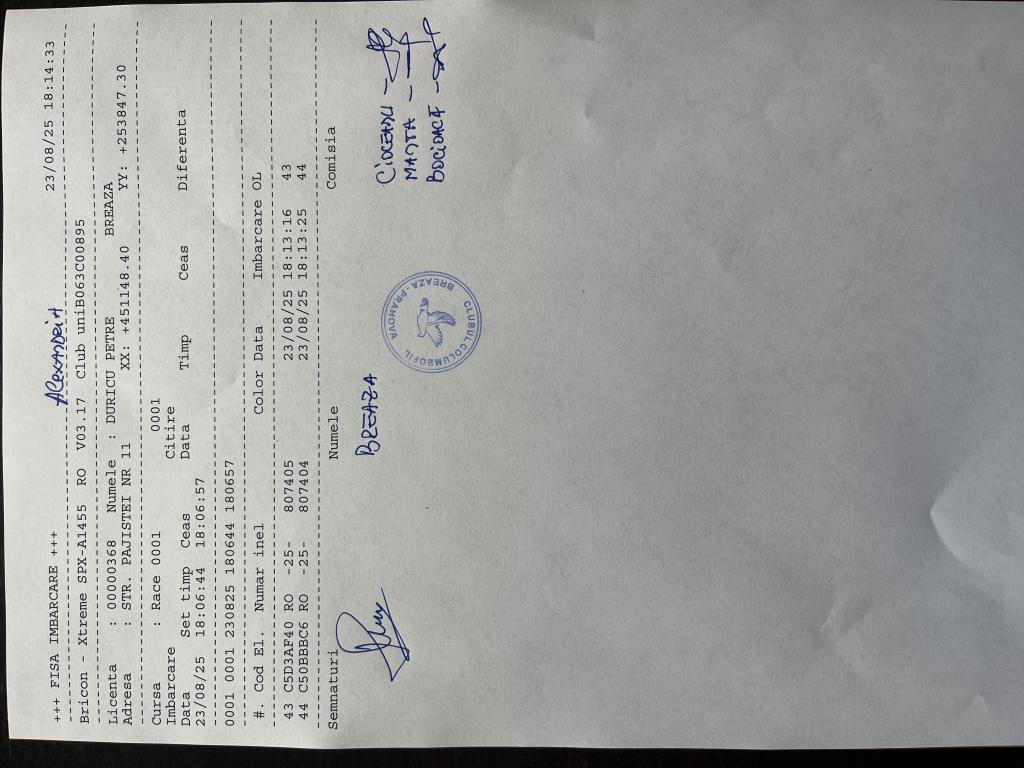 +++ FISA IMBARCARE +++ Alexandria 23/08/25 18:14:33
Bricon - Xtreme SPX-A1455 RO V03.17 Club uniB063C00895
Licenta : 00000368 Numele : DURICU PETRE BREAZA
Adresa : STR. PAJISTEI NR 11 XX: +451148.40 YY: +253847.30
Cursa : Race 0001 0001
Imbarcare Citire
Data Set timp Ceas Data Timp Ceas Diferenta
23/08/25 18:06:44 18:06:57
0001 0001 230825 180644 180657
#. Cod El. Numar inel Color Data Imbarcare OL
43 C5D3AF40 RO -25- 807405 23/08/25 18:13:16 43
44 C50BBBC6 RO -25- 807404 23/08/25 18:13:25 44
Semnaturi Numele Comisia
BREAZA
CLUBUL COLUMBOFIL
BREAZA - PRAHOVA
MANTA -
BOCIOACA -